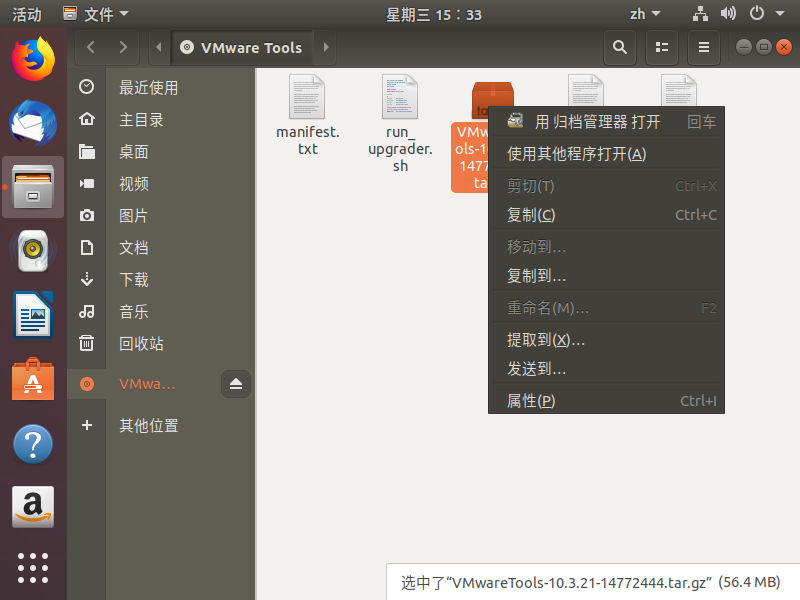 活动 文件 星期三 15：33 zh
VMware Tools
最近使用
主目录
桌面
视频
图片
文档
下载
音乐
回收站
VMwa…
其他位置
manifest.
txt
run_
upgrader.
sh
VMw
ols-1
1477
ta
用 归档管理器 打开 回车
使用其他程序打开(A)
剪切(T) Ctrl+X
复制(C) Ctrl+C
移动到…
复制到…
重命名(M)… F2
提取到(X)…
发送到…
属性(P) Ctrl+I
选中了“VMwareTools-10.3.21-14772444.tar.gz” (56.4 MB)